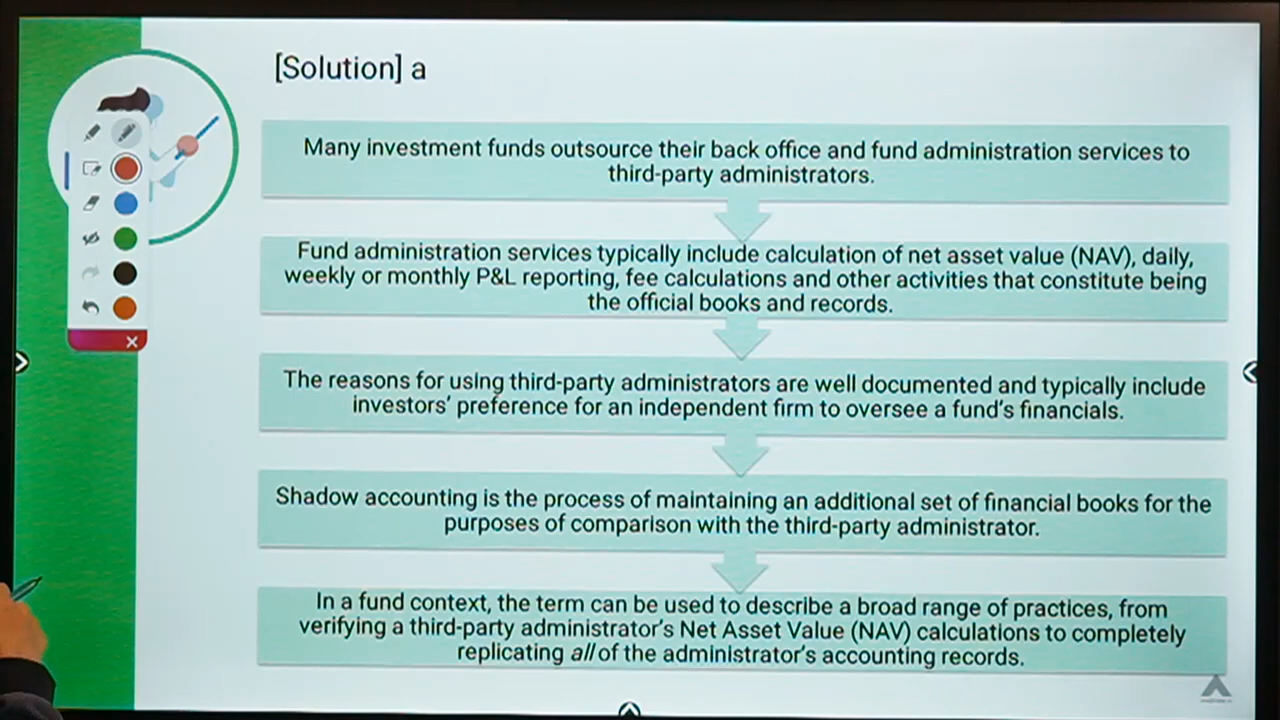 [Solution] a
Many investment funds outsource their back office and fund administration services to
third-party administrators.
Fund administration services typically include calculation of net asset value (NAV), daily,
weekly or monthly P&L reporting, fee calculations and other activities that constitute being
the official books and records.
The reasons for using third-party administrators are well documented and typically include
investors’ preference for an independent firm to oversee a fund’s financials.
Shadow accounting is the process of maintaining an additional set of financial books for the
purposes of comparison with the third-party administrator.
In a fund context, the term can be used to describe a broad range of practices, from
verifying a third-party administrator’s Net Asset Value (NAV) calculations to completely
replicating all of the administrator’s accounting records.